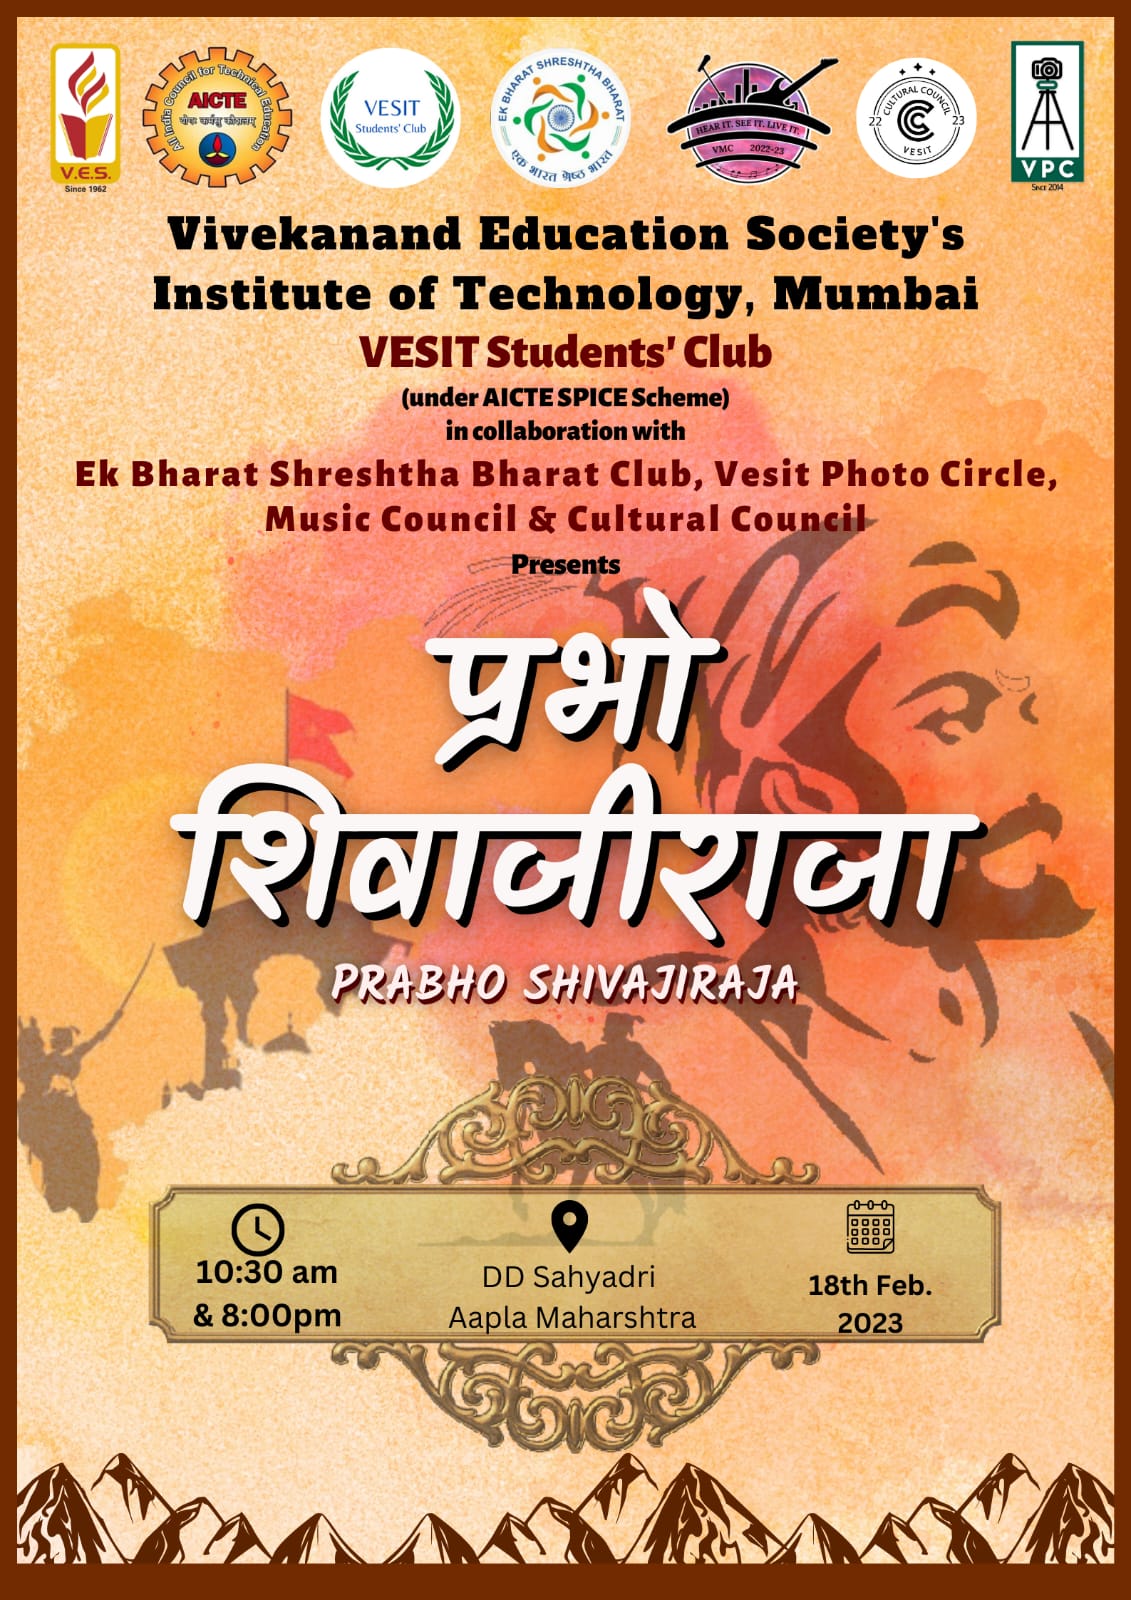 V.E.S.
Since 1962
All India Council for Technical Education
AICTE
योगः कर्मसु कौशलम्
VESIT
Students' Club
EK BHARAT SHRESHTHA BHARAT
एक भारत श्रेष्ठ भारत
HEAR IT. SEE IT. LIVE IT.
VMC 2022-23
CULTURAL COUNCIL
22 23
VESIT
VPC
SINCE 2014
Vivekanand Education Society's
Institute of Technology, Mumbai
VESIT Students' Club
(under AICTE SPICE Scheme)
in collaboration with
Ek Bharat Shreshtha Bharat Club, Vesit Photo Circle,
Music Council & Cultural Council
Presents
प्रभो
शिवाजीराजा
PRABHO SHIVAJIRAJA
10:30 am
& 8:00pm
DD Sahyadri
Aapla Maharshtra
18th Feb.
2023